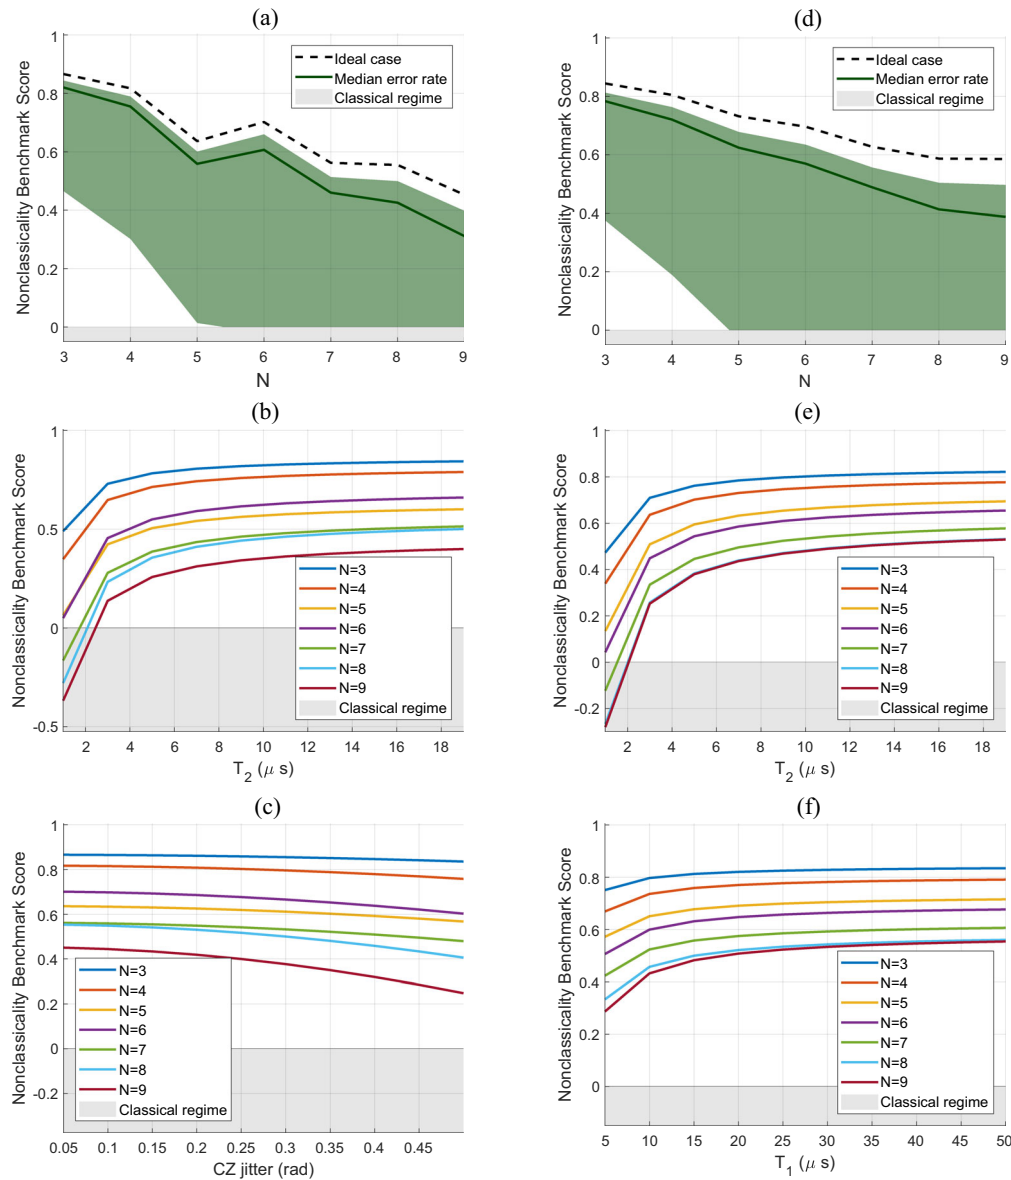 (a)
Nonclassicality Benchmark Score
1
0.8
0.6
0.4
0.2
0
3
4
5
6
7
8
9
N
Ideal case
Median error rate
Classical regime
(d)
Nonclassicality Benchmark Score
1
0.8
0.6
0.4
0.2
0
3
4
5
6
7
8
9
N
Ideal case
Median error rate
Classical regime
(b)
Nonclassicality Benchmark Score
1
0.5
0
-0.5
2
4
6
8
10
12
14
16
18
T2 (μ s)
N=3
N=4
N=5
N=6
N=7
N=8
N=9
Classical regime
(e)
Nonclassicality Benchmark Score
1
0.8
0.6
0.4
0.2
0
-0.2
2
4
6
8
10
12
14
16
18
T2 (μ s)
N=3
N=4
N=5
N=6
N=7
N=8
N=9
Classical regime
(c)
Nonclassicality Benchmark Score
1
0.8
0.6
0.4
0.2
0
-0.2
0.05
0.1
0.15
0.2
0.25
0.3
0.35
0.4
0.45
CZ jitter (rad)
N=3
N=4
N=5
N=6
N=7
N=8
N=9
Classical regime
(f)
Nonclassicality Benchmark Score
1
0.8
0.6
0.4
0.2
0
5
10
15
20
25
30
35
40
45
50
T1 (μ s)
N=3
N=4
N=5
N=6
N=7
N=8
N=9
Classical regime